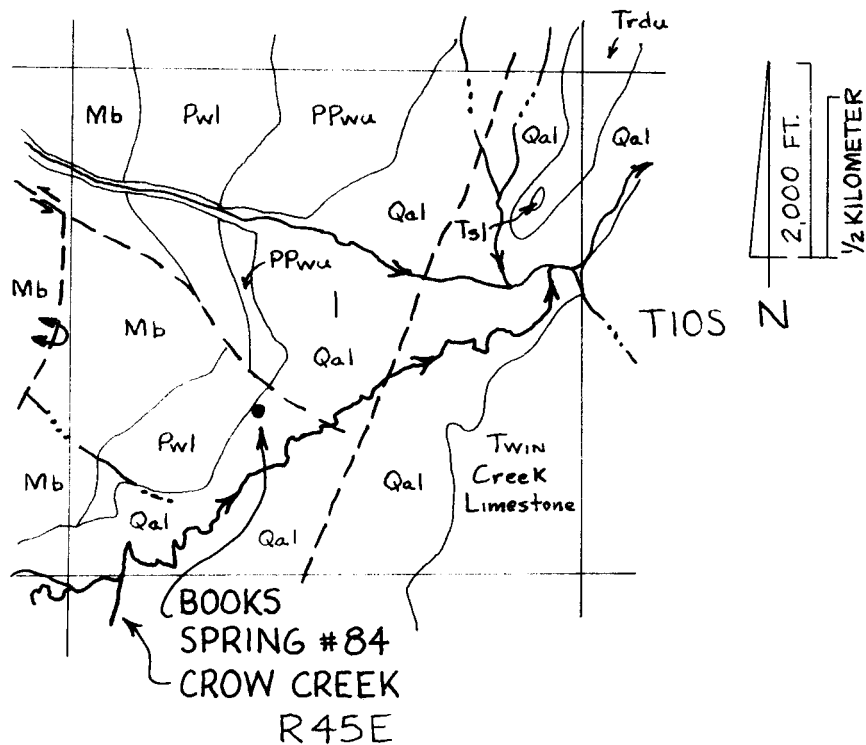 Trdu
Mb
Pwl
PPwu
Qal
Qal
Qal
Tsl
PPwu
Mb
Mb
1
Qal
Pwl
Qal
Twin
Creek
Limestone
Mb
Qal
Qal
BOOKS
SPRING #84
CROW CREEK
R45E
T10S
N
2,000 FT.
1/2 KILOMETER